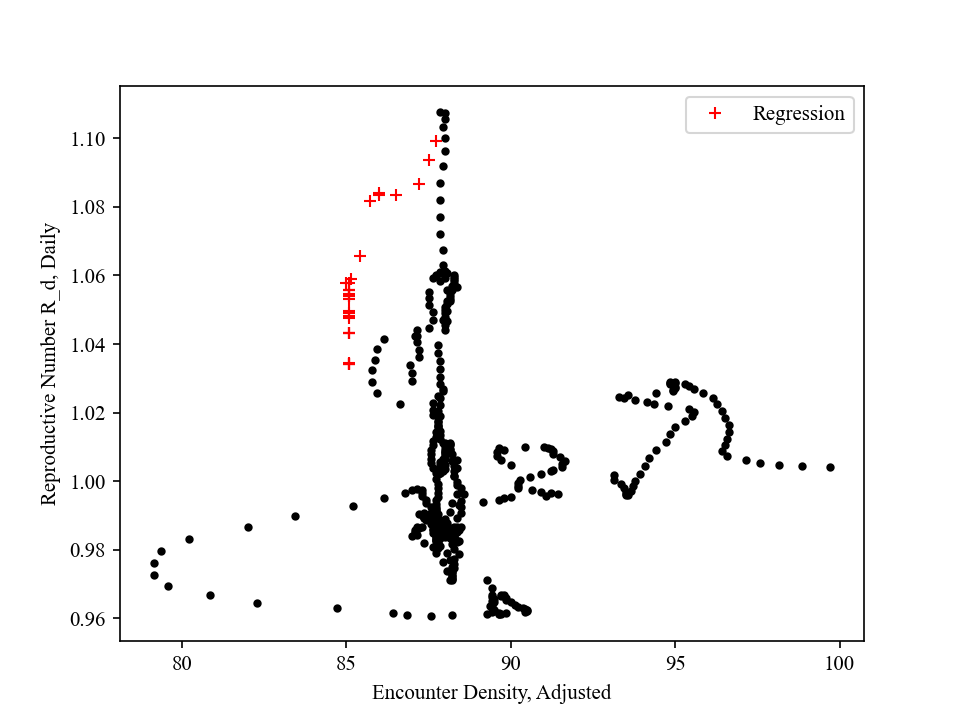 Regression
1.10
1.08
1.06
1.04
1.02
1.00
0.98
0.96
Reproductive Number R_d, Daily
80 85 90 95 100
Encounter Density, Adjusted